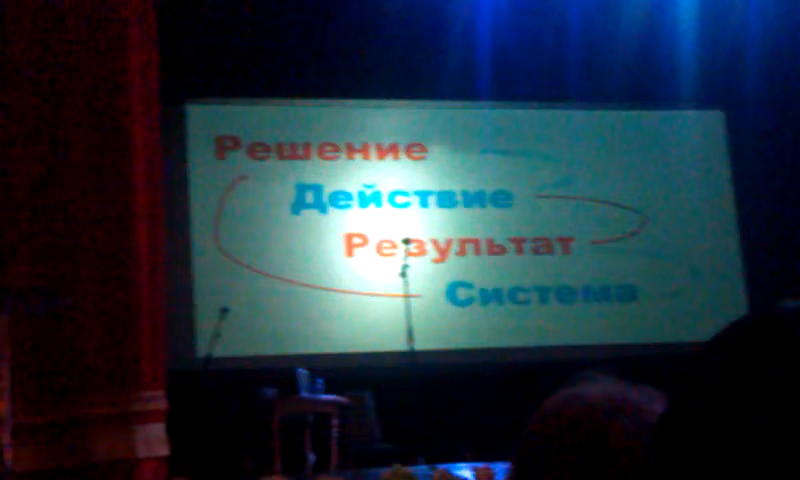 Решение
Действие
Результат
Система